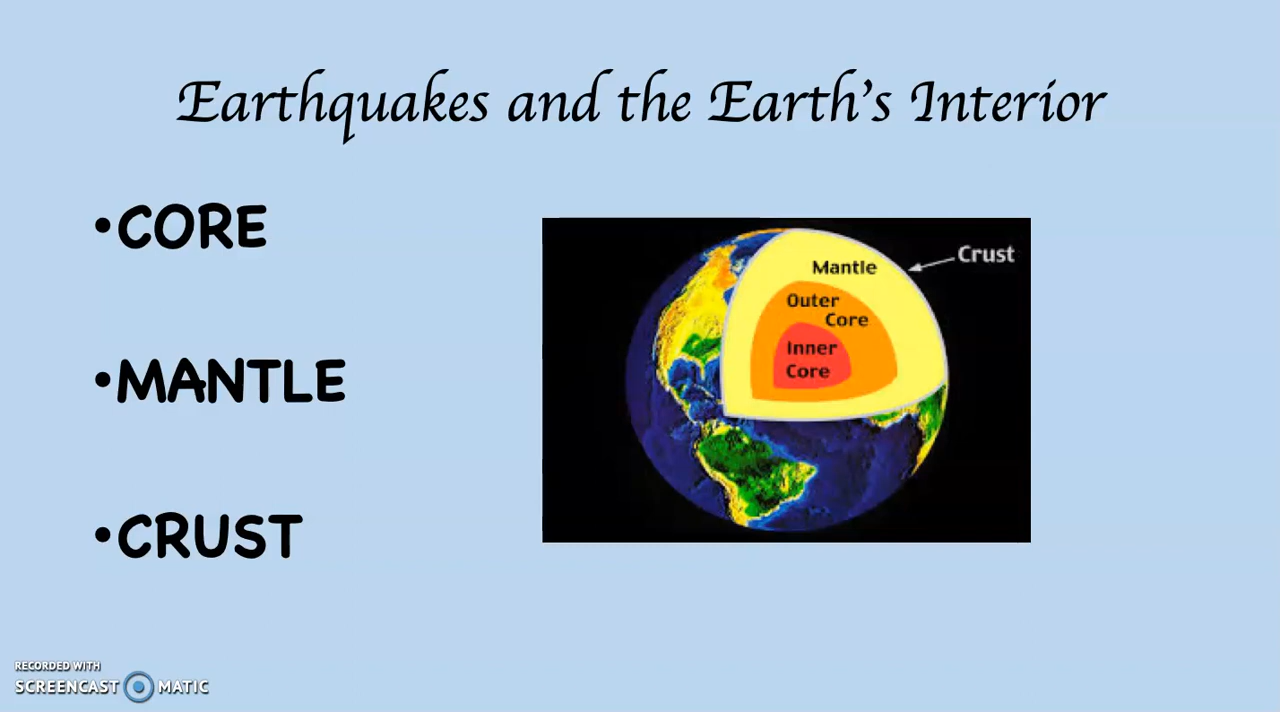 Earthquakes and the Earth's Interior
•CORE
•MANTLE
•CRUST
Crust
Mantle
Outer
Core
Inner
Core
RECORDED WITH
SCREENCAST MATIC